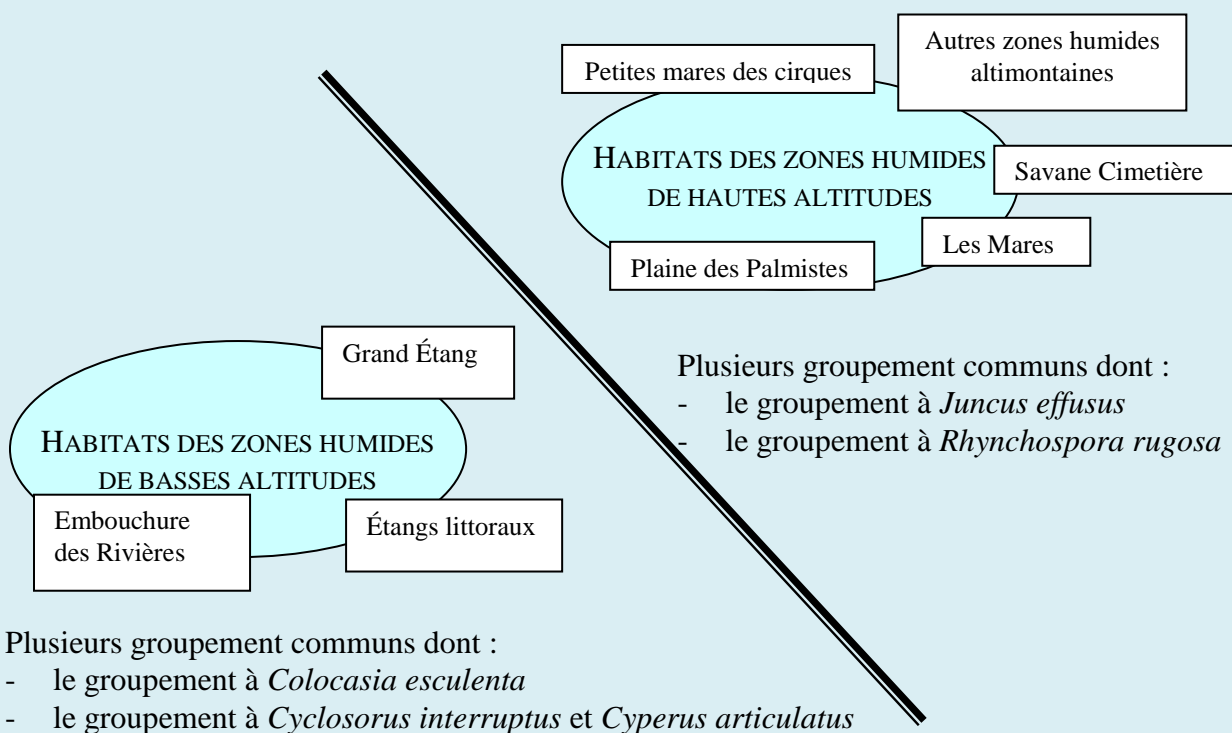 Petites mares des cirques
Autres zones humides
altimontaines
HABITATS DES ZONES HUMIDES
DE HAUTES ALTITUDES
Savane Cimetière
Les Mares
Plaine des Palmistes
Plusieurs groupement communs dont :
- le groupement à Juncus effusus
- le groupement à Rhynchospora rugosa
Grand Étang
HABITATS DES ZONES HUMIDES
DE BASSES ALTITUDES
Embouchure
des Rivières
Étangs littoraux
Plusieurs groupement communs dont :
- le groupement à Colocasia esculenta
- le groupement à Cyclosorus interruptus et Cyperus articulatus